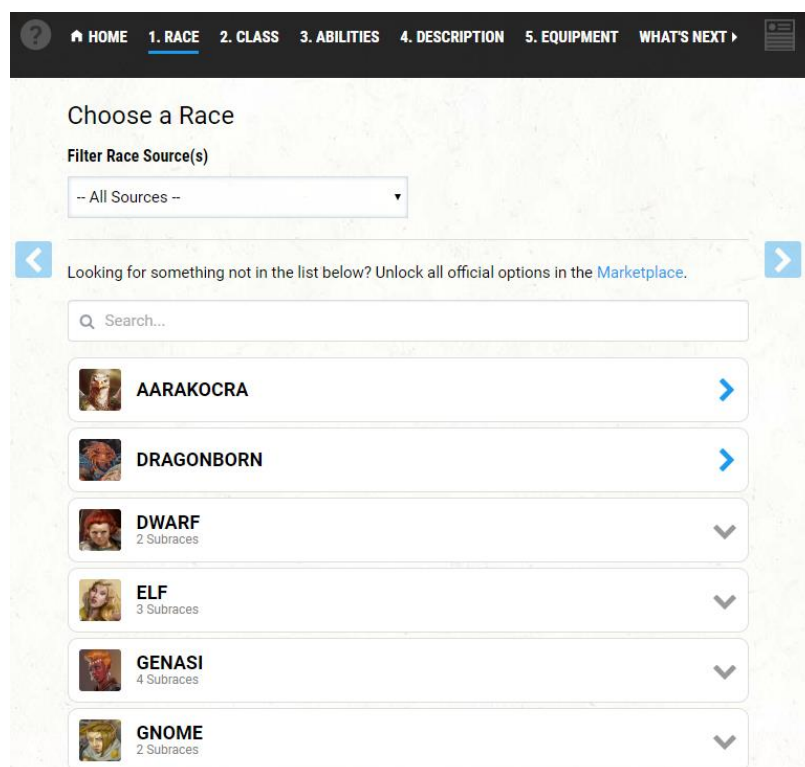 ? HOME 1. RACE 2. CLASS 3. ABILITIES 4. DESCRIPTION 5. EQUIPMENT WHAT'S NEXT
Choose a Race
Filter Race Source(s)
-- All Sources --
Looking for something not in the list below? Unlock all official options in the Marketplace.
Search...
AARAKOCRA
DRAGONBORN
DWARF
2 Subraces
ELF
3 Subraces
GENASI
4 Subraces
GNOME
2 Subraces